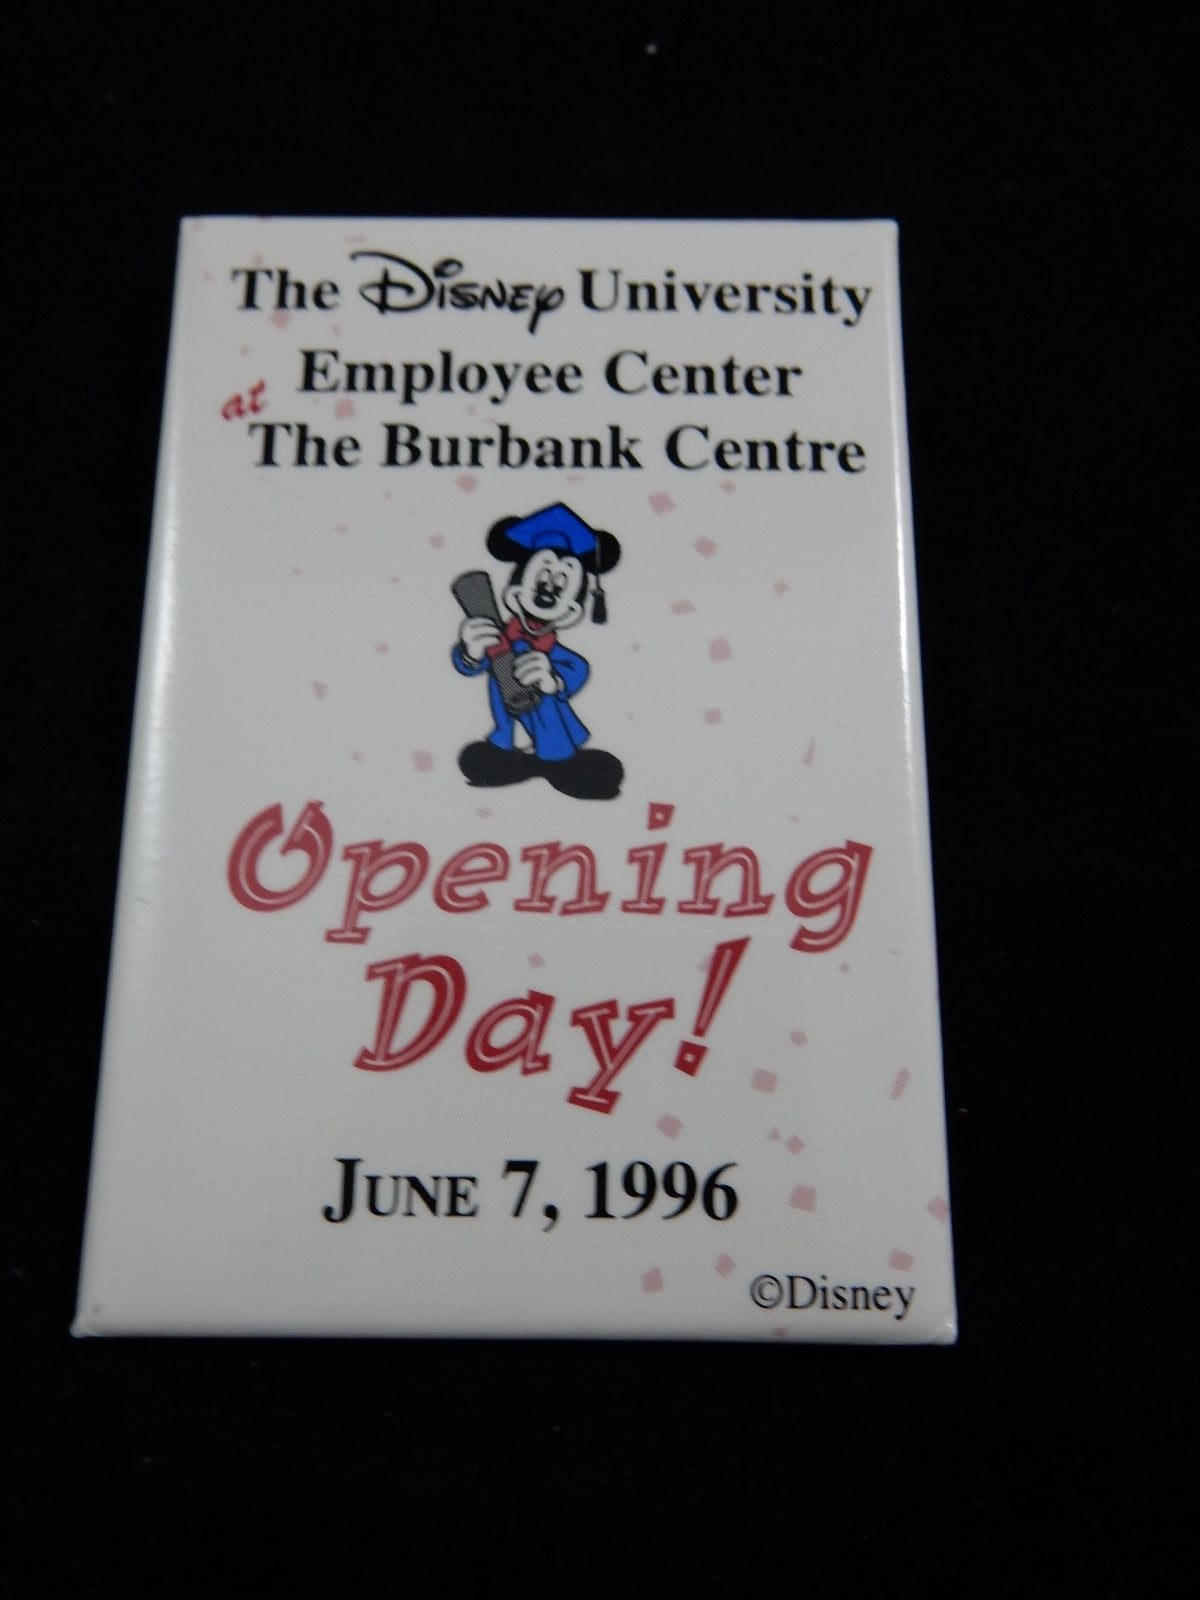 The Disney University
Employee Center
at
The Burbank Centre
Opening
Day!
JUNE 7, 1996
©Disney